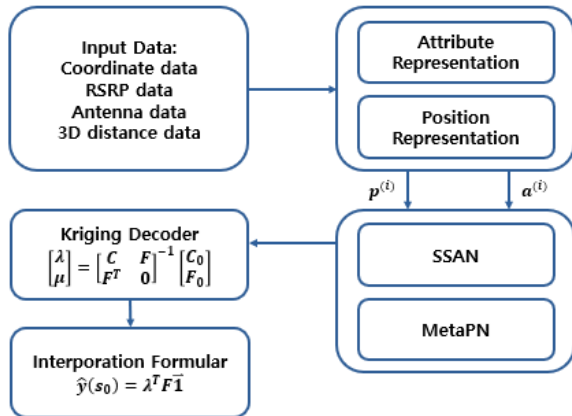 Input Data:
Coordinate data
RSRP data
Antenna data
3D distance data
Attribute
Representation
Position
Representation
p^{(i)} a^{(i)}
SSAN
MetaPN
Kriging Decoder
[λ μ] = [C F F^T 0]^{-1} [C_0 F_0]
Interporation Formular
ŷ(s_0) = λ^T F1⃗